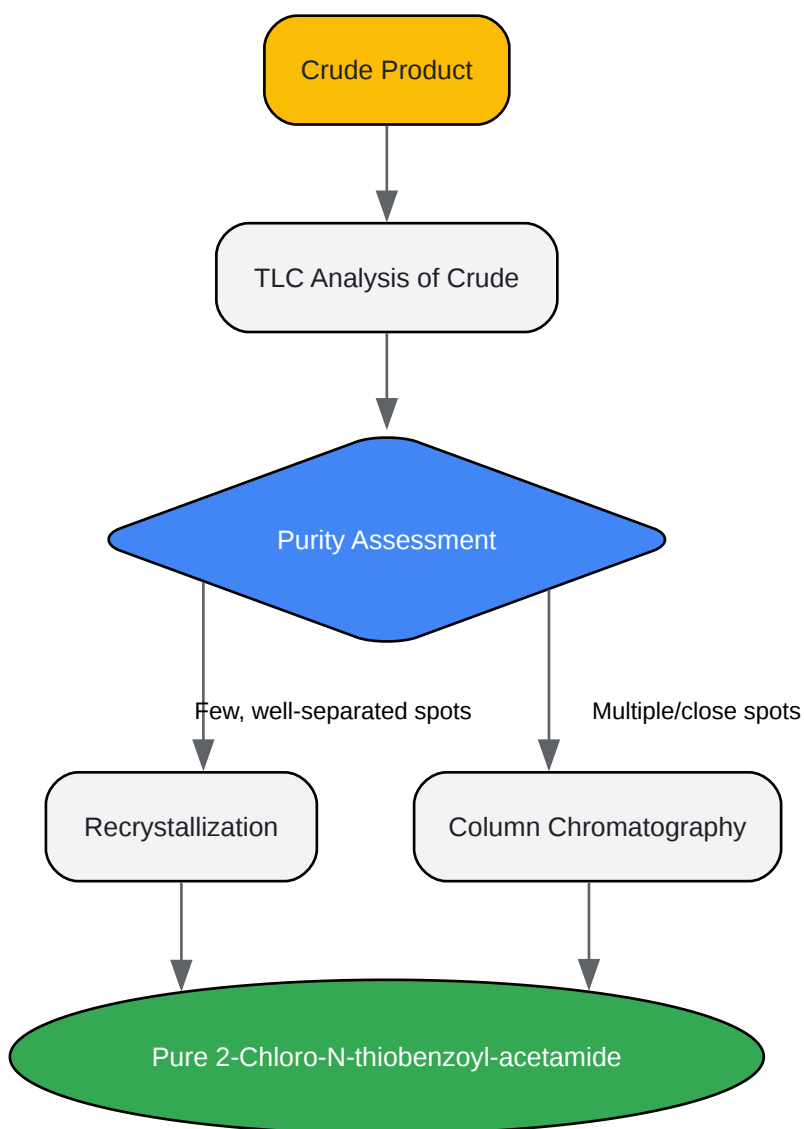 Crude Product
TLC Analysis of Crude
Purity Assessment
Few, well-separated spots
Multiple/close spots
Recrystallization
Column Chromatography
Pure 2-Chloro-N-thiobenzoyl-acetamide